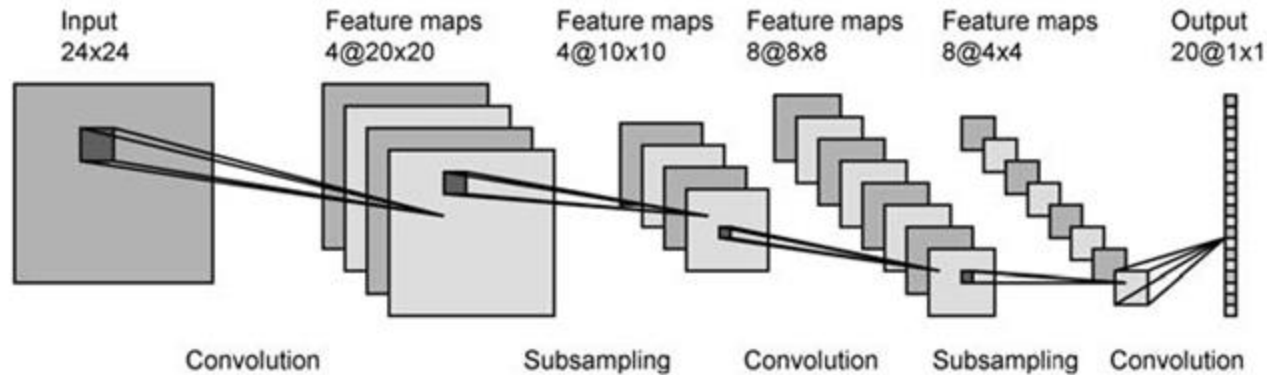 Input
24x24
Feature maps
4@20x20
Feature maps
4@10x10
Feature maps
8@8x8
Feature maps
8@4x4
Output
20@1x1
Convolution
Subsampling
Convolution
Subsampling
Convolution